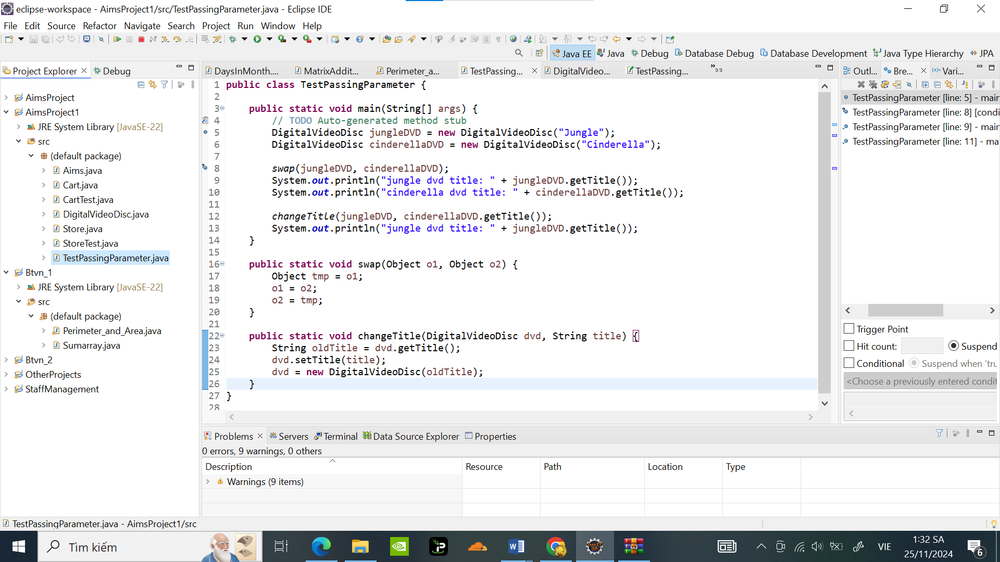 eclipse-workspace - AimsProject1/src/TestPassingParameter.java - Eclipse IDE
File Edit Source Refactor Navigate Search Project Run Window Help
Java EE Java Debug Database Debug Database Development Java Type Hierarchy JPA
Project Explorer Debug
AimsProject
AimsProject1
JRE System Library [JavaSE-22]
src
(default package)
Aims.java
Cart.java
CartTest.java
DigitalVideoDisc.java
Store.java
StoreTest.java
TestPassingParameter.java
Btvn_1
JRE System Library [JavaSE-22]
src
(default package)
Perimeter_and_Area.java
Sumarray.java
Btvn_2
OtherProjects
StaffManagement
DaysInMonth.... MatrixAddit... Perimeter_a... TestPassing... DigitalVideo... TestPassing... »23
1 public class TestPassingParameter {
2
3 public static void main(String[] args) {
4 // TODO Auto-generated method stub
5 DigitalVideoDisc jungleDVD = new DigitalVideoDisc("Jungle");
6 DigitalVideoDisc cinderellaDVD = new DigitalVideoDisc("Cinderella");
7
8 swap(jungleDVD, cinderellaDVD);
9 System.out.println("jungle dvd title: " + jungleDVD.getTitle());
10 System.out.println("cinderella dvd title: " + cinderellaDVD.getTitle());
11
12 changeTitle(jungleDVD, cinderellaDVD.getTitle());
13 System.out.println("jungle dvd title: " + jungleDVD.getTitle());
14 }
15
16 public static void swap(Object o1, Object o2) {
17 Object tmp = o1;
18 o1 = o2;
19 o2 = tmp;
20 }
21
22 public static void changeTitle(DigitalVideoDisc dvd, String title) {
23 String oldTitle = dvd.getTitle();
24 dvd.setTitle(title);
25 dvd = new DigitalVideoDisc(oldTitle);
26 }
27 }
28
Outl... Bre... Vari...
TestPassingParameter [line: 5] - mair
TestPassingParameter [line: 8] [condi
TestPassingParameter [line: 9] - mair
TestPassingParameter [line: 11] - ma
Trigger Point
Hit count: Suspend
Conditional Suspend when 'tru
<Choose a previously entered condit
Problems Servers Terminal Data Source Explorer Properties
0 errors, 9 warnings, 0 others
Description Resource Path Location Type
Warnings (9 items)
TestPassingParameter.java - AimsProject1/src
Tìm kiếm
VIE
1:32 SA
25/11/2024
6